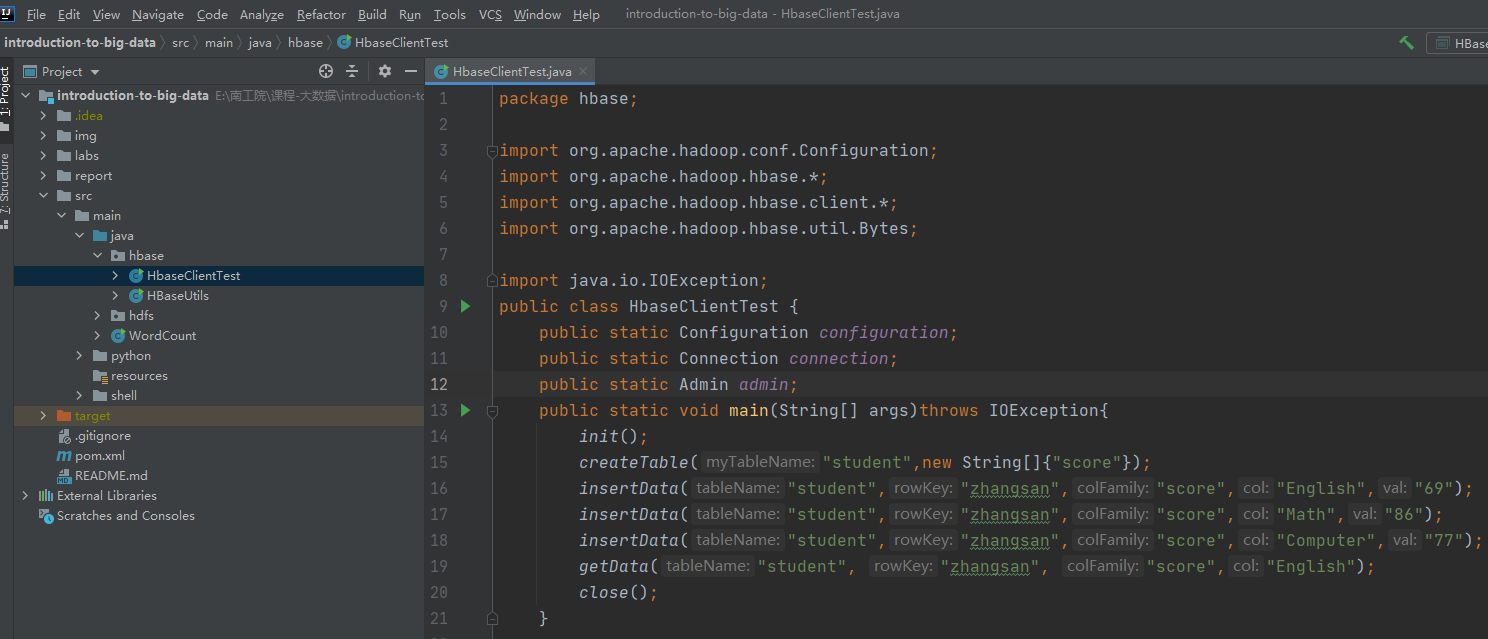 File Edit View Navigate Code Analyze Refactor Build Run Tools VCS Window Help introduction-to-big-data - HbaseClientTest.java
introduction-to-big-data src main java hbase HbaseClientTest HBase
1: Project
7: Structure
Project
introduction-to-big-data E:\南工院\课程-大数据\introduction-to
.idea
img
labs
report
src
main
java
hbase
HbaseClientTest
HBaseUtils
hdfs
WordCount
python
resources
shell
target
.gitignore
pom.xml
README.md
External Libraries
Scratches and Consoles
HbaseClientTest.java
1 package hbase;
2
3 import org.apache.hadoop.conf.Configuration;
4 import org.apache.hadoop.hbase.*;
5 import org.apache.hadoop.hbase.client.*;
6 import org.apache.hadoop.hbase.util.Bytes;
7
8 import java.io.IOException;
9 public class HbaseClientTest {
10 public static Configuration configuration;
11 public static Connection connection;
12 public static Admin admin;
13 public static void main(String[] args)throws IOException{
14 init();
15 createTable( myTableName: "student",new String[]{"score"});
16 insertData( tableName: "student", rowKey: "zhangsan", colFamily: "score", col: "English", val: "69");
17 insertData( tableName: "student", rowKey: "zhangsan", colFamily: "score", col: "Math", val: "86");
18 insertData( tableName: "student", rowKey: "zhangsan", colFamily: "score", col: "Computer", val: "77");
19 getData( tableName: "student", rowKey: "zhangsan", colFamily: "score", col: "English");
20 close();
21 }